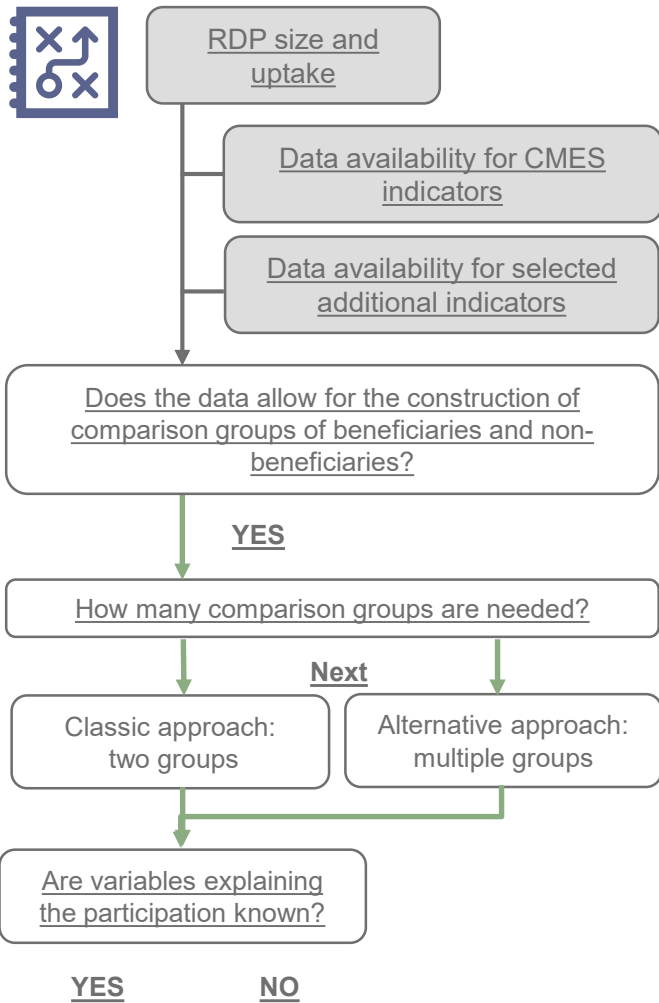 RDP size and
uptake
Data availability for CMES
indicators
Data availability for selected
additional indicators
Does the data allow for the construction of
comparison groups of beneficiaries and non-
beneficiaries?
YES
How many comparison groups are needed?
Next
Classic approach:
two groups
Alternative approach:
multiple groups
Are variables explaining
the participation known?
YES
NO